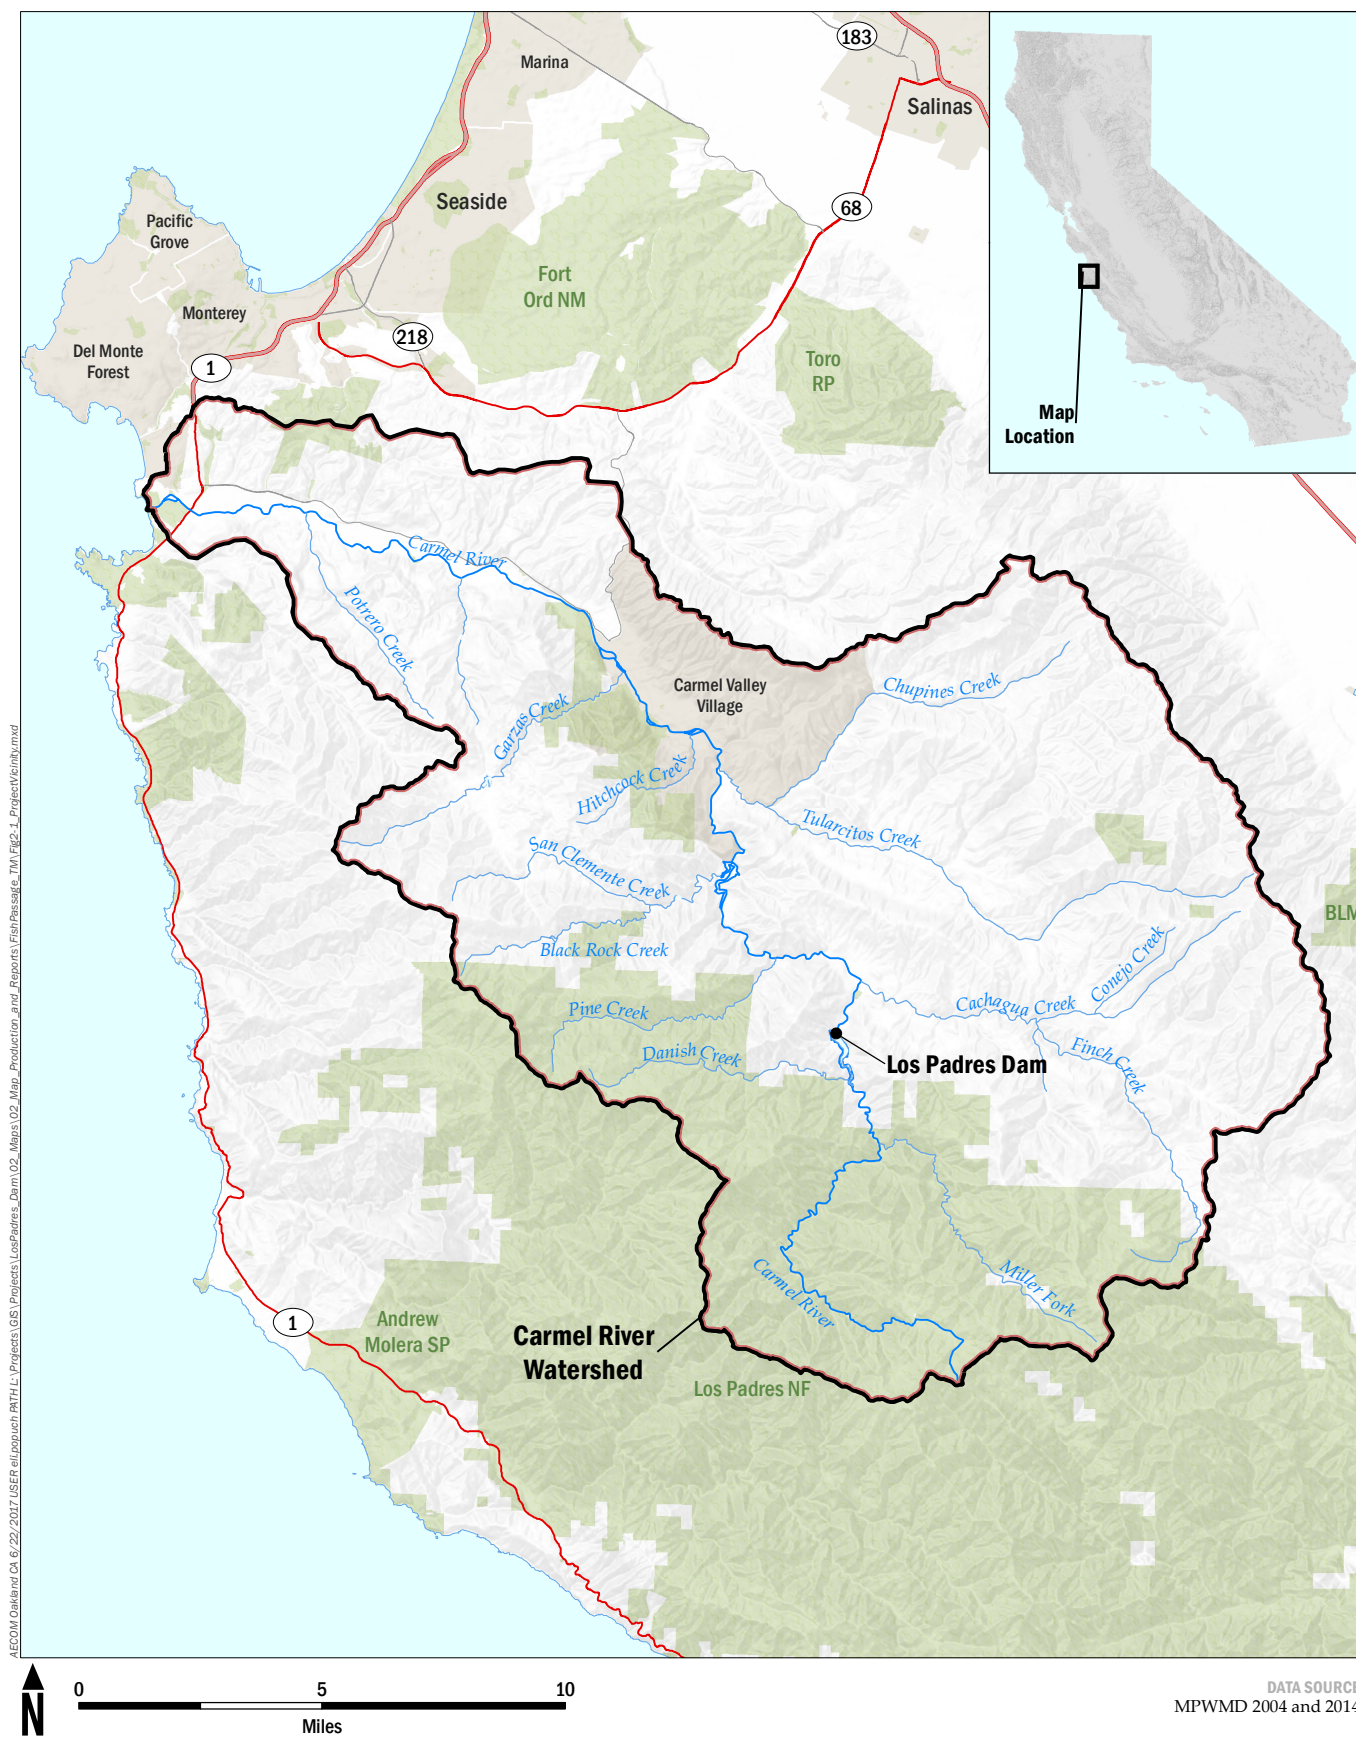 183
Marina
Salinas
Seaside
68
Pacific
Grove
Fort
Ord NM
Monterey
218
Del Monte
Forest
1
Toro
RP
Map
Location
Carmel River
Potrero Creek
Carmel Valley
Village
Chupines Creek
Garzas Creek
Hitchcock Creek
Tularcitos Creek
San Clemente Creek
BLM
Black Rock Creek
Conejo Creek
Pine Creek
Cachagua Creek
Danish Creek
Finch Creek
Los Padres Dam
Carmel River
Miller Fork
1
Andrew
Molera SP
Carmel River
Watershed
Los Padres NF
AECOM Oakland CA 6/22/2017 USER eli.popuch PATH L:\Projects\GIS\Projects\LosPadres_Dam\02_Maps\02_Map_Production_and_Reports\FishPassage_TM\Fig2-1_ProjectVicinity.mxd
N
0 5 10
Miles
DATA SOURCE
MPWMD 2004 and 2014